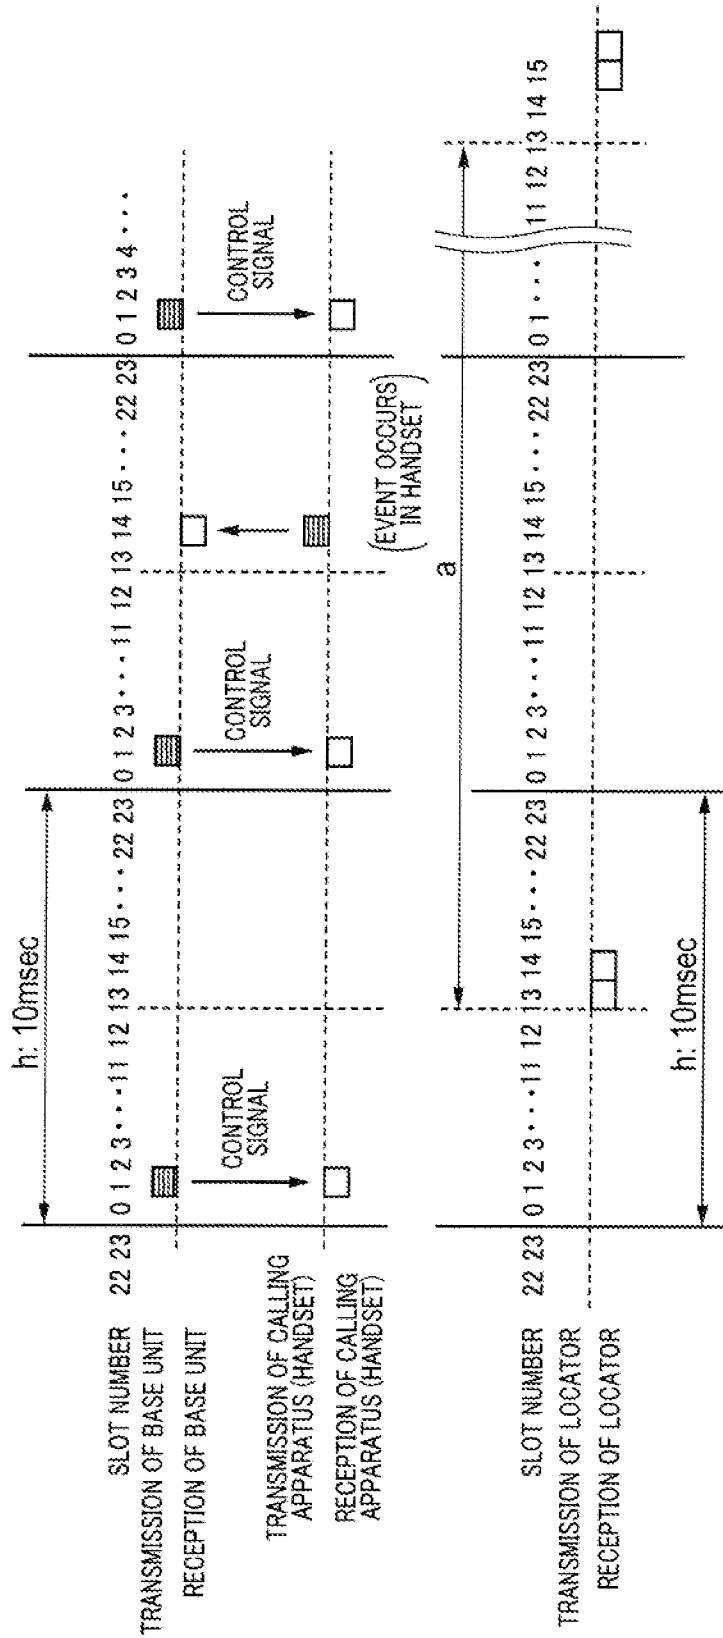 h: 10msec
SLOT NUMBER 22 23 0 1 2 3 ・・・ 11 12 13 14 15 ・・・ 22 23 0 1 2 3 ・・・ 11 12 13 14 15 ・・・ 22 23 0 1 2 3 4 ・・・
TRANSMISSION OF BASE UNIT
RECEPTION OF BASE UNIT
CONTROL
SIGNAL
CONTROL
SIGNAL
CONTROL
SIGNAL
TRANSMISSION OF CALLING
APPARATUS (HANDSET)
RECEPTION OF CALLING
APPARATUS (HANDSET)
(EVENT OCCURS
IN HANDSET)
a
SLOT NUMBER 22 23 0 1 2 3 ・・・ 11 12 13 14 15 ・・・ 22 23 0 1 2 3 ・・・ 11 12 13 14 15 ・・・ 22 23 0 1 ・・・ 11 12 13 14 15
TRANSMISSION OF LOCATOR
RECEPTION OF LOCATOR
h: 10msec